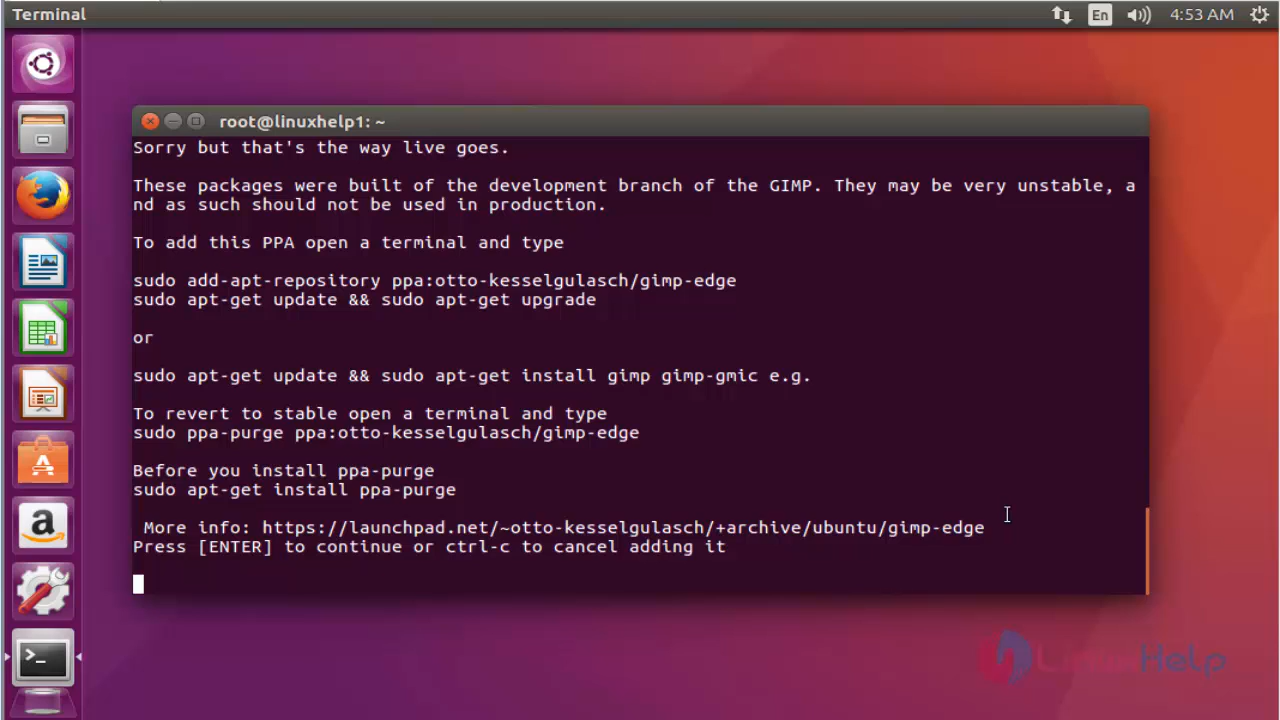 Terminal
En
4:53 AM
root@linuxhelp1: ~
Sorry but that's the way live goes.
These packages were built of the development branch of the GIMP. They may be very unstable, a
nd as such should not be used in production.
To add this PPA open a terminal and type
sudo add-apt-repository ppa:otto-kesselgulasch/gimp-edge
sudo apt-get update && sudo apt-get upgrade
or
sudo apt-get update && sudo apt-get install gimp gimp-gmic e.g.
To revert to stable open a terminal and type
sudo ppa-purge ppa:otto-kesselgulasch/gimp-edge
Before you install ppa-purge
sudo apt-get install ppa-purge
More info: https://launchpad.net/~otto-kesselgulasch/+archive/ubuntu/gimp-edge
Press [ENTER] to continue or ctrl-c to cancel adding it
>_
LinuxHelp